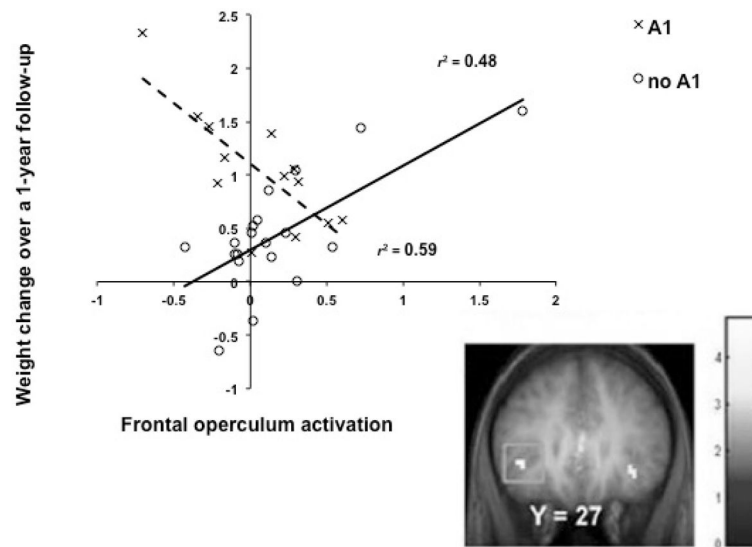 2.5
× A1
r² = 0.48
2
○ no A1
1.5
1
0.5
r² = 0.59
0
-1
-0.5
0
0.5
1
1.5
2
-0.5
-1
Weight change over a 1-year follow-up
Frontal operculum activation
4
3
2
1
0
Y = 27